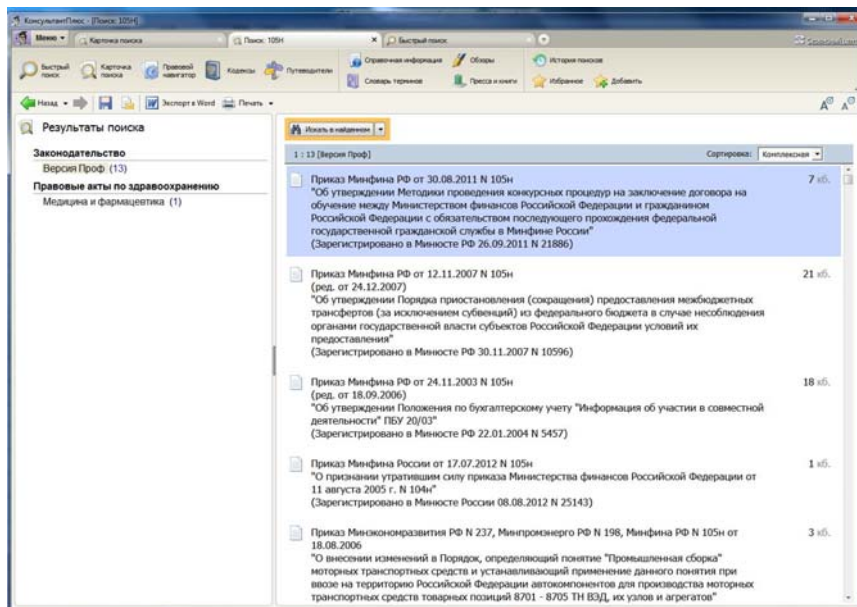 КонсультантПлюс - [Поиск: 105Н]
Меню
Карточка поиска
Поиск: 105Н
Быстрый поиск
Быстрый поиск
Карточка поиска
Правовой навигатор
Кодексы
Путеводители
Справочная информация
Словарь терминов
Обзоры
Пресса и книги
История поисков
Избранное
Добавить
Назад
Экспорт в Word
Печать
Результаты поиска
Законодательство
Версия Проф (13)
Правовые акты по здравоохранению
Медицина и фармацевтика (1)
Искать в найденном
1 : 13 [Версия Проф]
Сортировка: Комплексная
Приказ Минфина РФ от 30.08.2011 N 105н 7 кб.
"Об утверждении Методики проведения конкурсных процедур на заключение договора на
обучение между Министерством финансов Российской Федерации и гражданином
Российской Федерации с обязательством последующего прохождения федеральной
государственной гражданской службы в Минфине России"
(Зарегистрировано в Минюсте РФ 26.09.2011 N 21886)
Приказ Минфина РФ от 12.11.2007 N 105н 21 кб.
(ред. от 24.12.2007)
"Об утверждении Порядка приостановления (сокращения) предоставления межбюджетных
трансфертов (за исключением субвенций) из федерального бюджета в случае несоблюдения
органами государственной власти субъектов Российской Федерации условий их
предоставления"
(Зарегистрировано в Минюсте РФ 30.11.2007 N 10596)
Приказ Минфина РФ от 24.11.2003 N 105н 18 кб.
(ред. от 18.09.2006)
"Об утверждении Положения по бухгалтерскому учету "Информация об участии в совместной
деятельности" ПБУ 20/03"
(Зарегистрировано в Минюсте РФ 22.01.2004 N 5457)
Приказ Минфина России от 17.07.2012 N 105н 1 кб.
"О признании утратившим силу приказа Министерства финансов Российской Федерации от
11 августа 2005 г. N 104н"
(Зарегистрировано в Минюсте России 08.08.2012 N 25143)
Приказ Минэкономразвития РФ N 237, Минпромэнерго РФ N 198, Минфина РФ N 105н от 3 кб.
18.08.2006
"О внесении изменений в Порядок, определяющий понятие "Промышленная сборка"
моторных транспортных средств и устанавливающий применение данного понятия при
ввозе на территорию Российской Федерации автокомпонентов для производства моторных
транспортных средств товарных позиций 8701 - 8705 ТН ВЭД, их узлов и агрегатов"